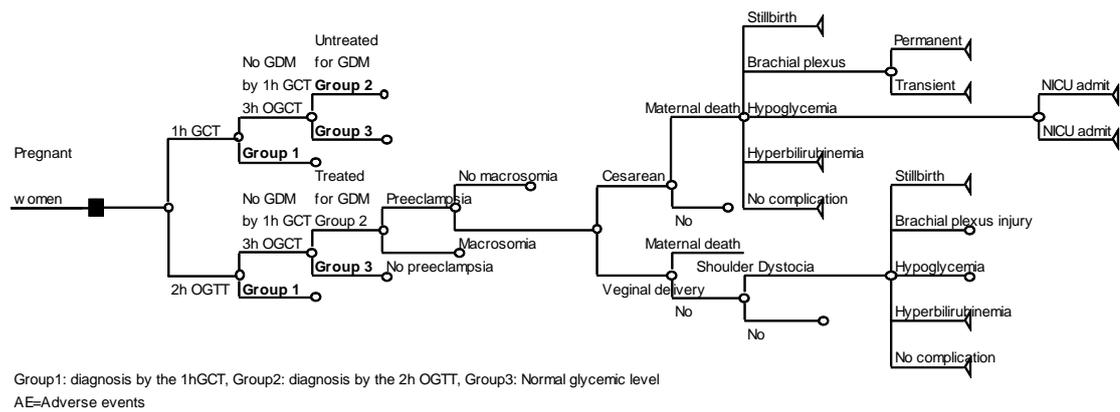 Pregnant
women
1h GCT
2h OGTT
No GDM
by 1h GCT
3h OGCT
Group 1
Untreated
for GDM
Group 2
Group 3
No GDM
by 1h GCT
3h OGCT
Group 1
Treated
for GDM
Group 2
Group 3
Preeclampsia
No preeclampsia
No macrosomia
Macrosomia
Cesarean
Veginal delivery
Maternal death
No
Maternal death
No
Shoulder Dystocia
No
Stillbirth
Brachial plexus
Permanent
Transient
Hypoglycemia
NICU admit
NICU admit
Hyperbilirubinemia
No complication
Stillbirth
Brachial plexus injury
Hypoglycemia
Hyperbilirubinemia
No complication
Group1: diagnosis by the 1hGCT, Group2: diagnosis by the 2h OGTT, Group3: Normal glycemic level
AE=Adverse events